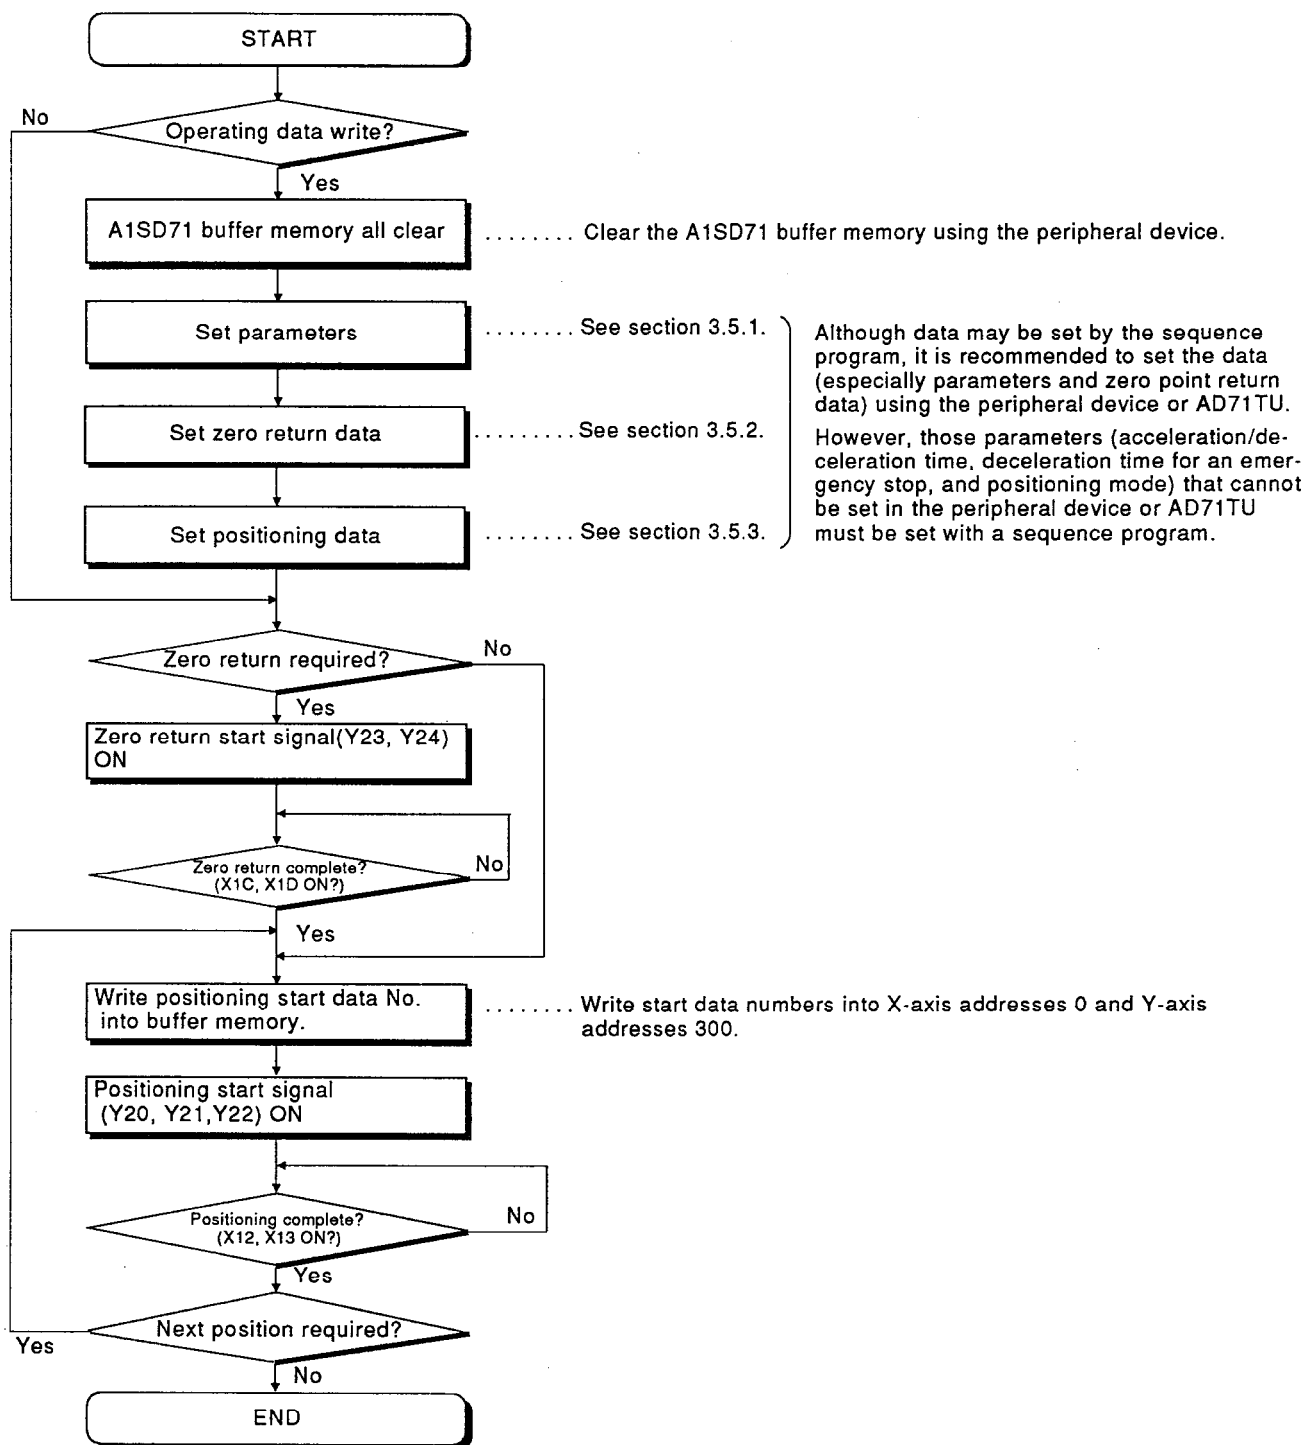 START
No
Operating data write?
Yes
A1SD71 buffer memory all clear
........ Clear the A1SD71 buffer memory using the peripheral device.
Set parameters
........ See section 3.5.1.
Set zero return data
......... See section 3.5.2.
Set positioning data
........ See section 3.5.3.
Although data may be set by the sequence
program, it is recommended to set the data
(especially parameters and zero point return
data) using the peripheral device or AD71TU.
However, those parameters (acceleration/de-
celeration time, deceleration time for an emer-
gency stop, and positioning mode) that cannot
be set in the peripheral device or AD71TU
must be set with a sequence program.
Zero return required?
No
Yes
Zero return start signal(Y23, Y24)
ON
Zero return complete?
(X1C, X1D ON?)
No
Yes
Write positioning start data No.
into buffer memory.
........ Write start data numbers into X-axis addresses 0 and Y-axis
addresses 300.
Positioning start signal
(Y20, Y21,Y22) ON
Positioning complete?
(X12, X13 ON?)
No
Yes
Next position required?
Yes
No
END